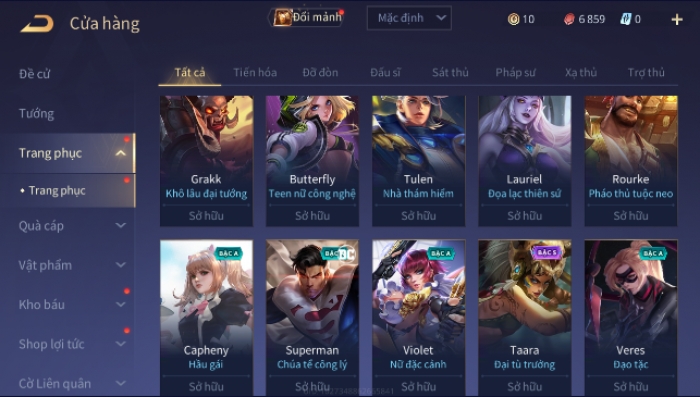 Cửa hàng
Đổi mảnh
Mặc định
10
6 859
0
Đề cử
Tướng
Trang phục
Trang phục
Quà cáp
Vật phẩm
Kho báu
Shop lợi tức
Cờ Liên quân
Tất cả
Tiến hóa
Đỡ đòn
Đấu sĩ
Sát thủ
Pháp sư
Xạ thủ
Trợ thủ
Grakk
Khô lâu đại tướng
Sở hữu
Butterfly
Teen nữ công nghệ
Sở hữu
Tulen
Nhà thám hiểm
Sở hữu
Lauriel
Đọa lạc thiên sứ
Sở hữu
Rourke
Pháo thủ tuộc neo
Sở hữu
BẬC A
Capheny
Hầu gái
Sở hữu
DC
Superman
Chúa tể công lý
Sở hữu
BẬC A
Violet
Nữ đặc cảnh
Sở hữu
BẬC S
Taara
Đại tù trưởng
Sở hữu
BẬC A
Veres
Đạo tặc
Sở hữu